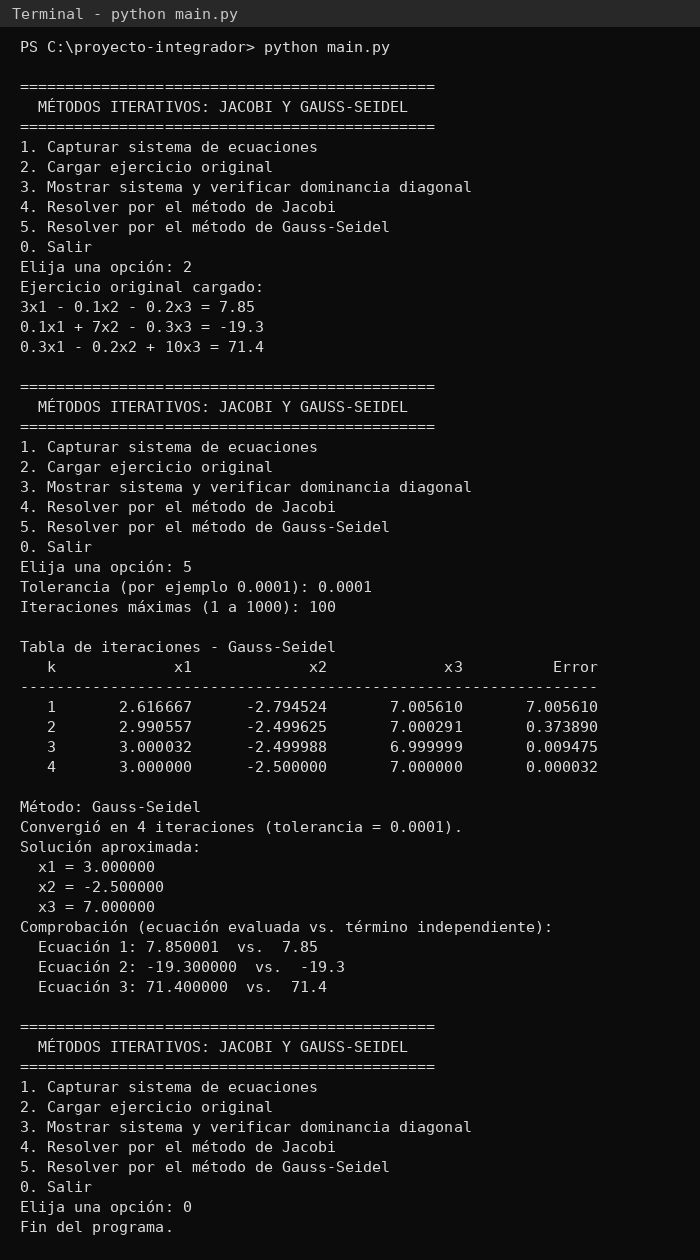 Terminal - python main.py
PS C:\proyecto-integrador> python main.py
==============================================
MÉTODOS ITERATIVOS: JACOBI Y GAUSS-SEIDEL
==============================================
1. Capturar sistema de ecuaciones
2. Cargar ejercicio original
3. Mostrar sistema y verificar dominancia diagonal
4. Resolver por el método de Jacobi
5. Resolver por el método de Gauss-Seidel
0. Salir
Elija una opción: 2
Ejercicio original cargado:
3x1 - 0.1x2 - 0.2x3 = 7.85
0.1x1 + 7x2 - 0.3x3 = -19.3
0.3x1 - 0.2x2 + 10x3 = 71.4
==============================================
MÉTODOS ITERATIVOS: JACOBI Y GAUSS-SEIDEL
==============================================
1. Capturar sistema de ecuaciones
2. Cargar ejercicio original
3. Mostrar sistema y verificar dominancia diagonal
4. Resolver por el método de Jacobi
5. Resolver por el método de Gauss-Seidel
0. Salir
Elija una opción: 5
Tolerancia (por ejemplo 0.0001): 0.0001
Iteraciones máximas (1 a 1000): 100
Tabla de iteraciones - Gauss-Seidel
k x1 x2 x3 Error
----------------------------------------------------------------
1 2.616667 -2.794524 7.005610 7.005610
2 2.990557 -2.499625 7.000291 0.373890
3 3.000032 -2.499988 6.999999 0.009475
4 3.000000 -2.500000 7.000000 0.000032
Método: Gauss-Seidel
Convergió en 4 iteraciones (tolerancia = 0.0001).
Solución aproximada:
x1 = 3.000000
x2 = -2.500000
x3 = 7.000000
Comprobación (ecuación evaluada vs. término independiente):
Ecuación 1: 7.850001  vs.  7.85
Ecuación 2: -19.300000  vs.  -19.3
Ecuación 3: 71.400000  vs.  71.4
==============================================
MÉTODOS ITERATIVOS: JACOBI Y GAUSS-SEIDEL
==============================================
1. Capturar sistema de ecuaciones
2. Cargar ejercicio original
3. Mostrar sistema y verificar dominancia diagonal
4. Resolver por el método de Jacobi
5. Resolver por el método de Gauss-Seidel
0. Salir
Elija una opción: 0
Fin del programa.